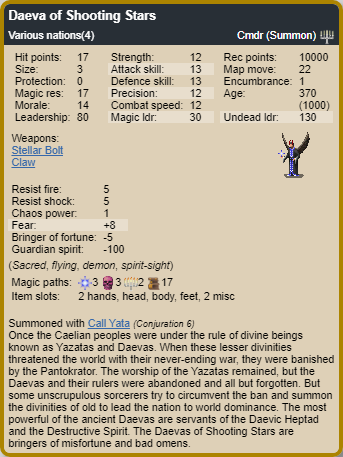 Daeva of Shooting Stars
Various nations(4) Cmdr (Summon)
Hit points: 17 Strength: 12 Rec points: 10000
Size: 3 Attack skill: 13 Map move: 22
Protection: 0 Defence skill: 13 Encumbrance: 1
Magic res: 17 Precision: 12 Age: 370
Morale: 14 Combat speed: 12 (1000)
Leadership: 80 Magic ldr: 30 Undead ldr: 130
Weapons:
Stellar Bolt
Claw
Resist fire: 5
Resist shock: 5
Chaos power: 1
Fear: +8
Bringer of fortune: -5
Guardian spirit: -100
(Sacred, flying, demon, spirit-sight)
Magic paths: 3 3 2 17
Item slots: 2 hands, head, body, feet, 2 misc
Summoned with Call Yata (Conjuration 6)
Once the Caelian peoples were under the rule of divine beings
known as Yazatas and Daevas. When these lesser divinities
threatened the world with their never-ending war, they were banished
by the Pantokrator. The worship of the Yazatas remained, but the
Daevas and their rulers were abandoned and all but forgotten. But
some unscrupulous sorcerers try to circumvent the ban and summon
the divinities of old to lead the nation to world dominance. The most
powerful of the ancient Daevas are servants of the Daevic Heptad
and the Destructive Spirit. The Daevas of Shooting Stars are
bringers of misfortune and bad omens.